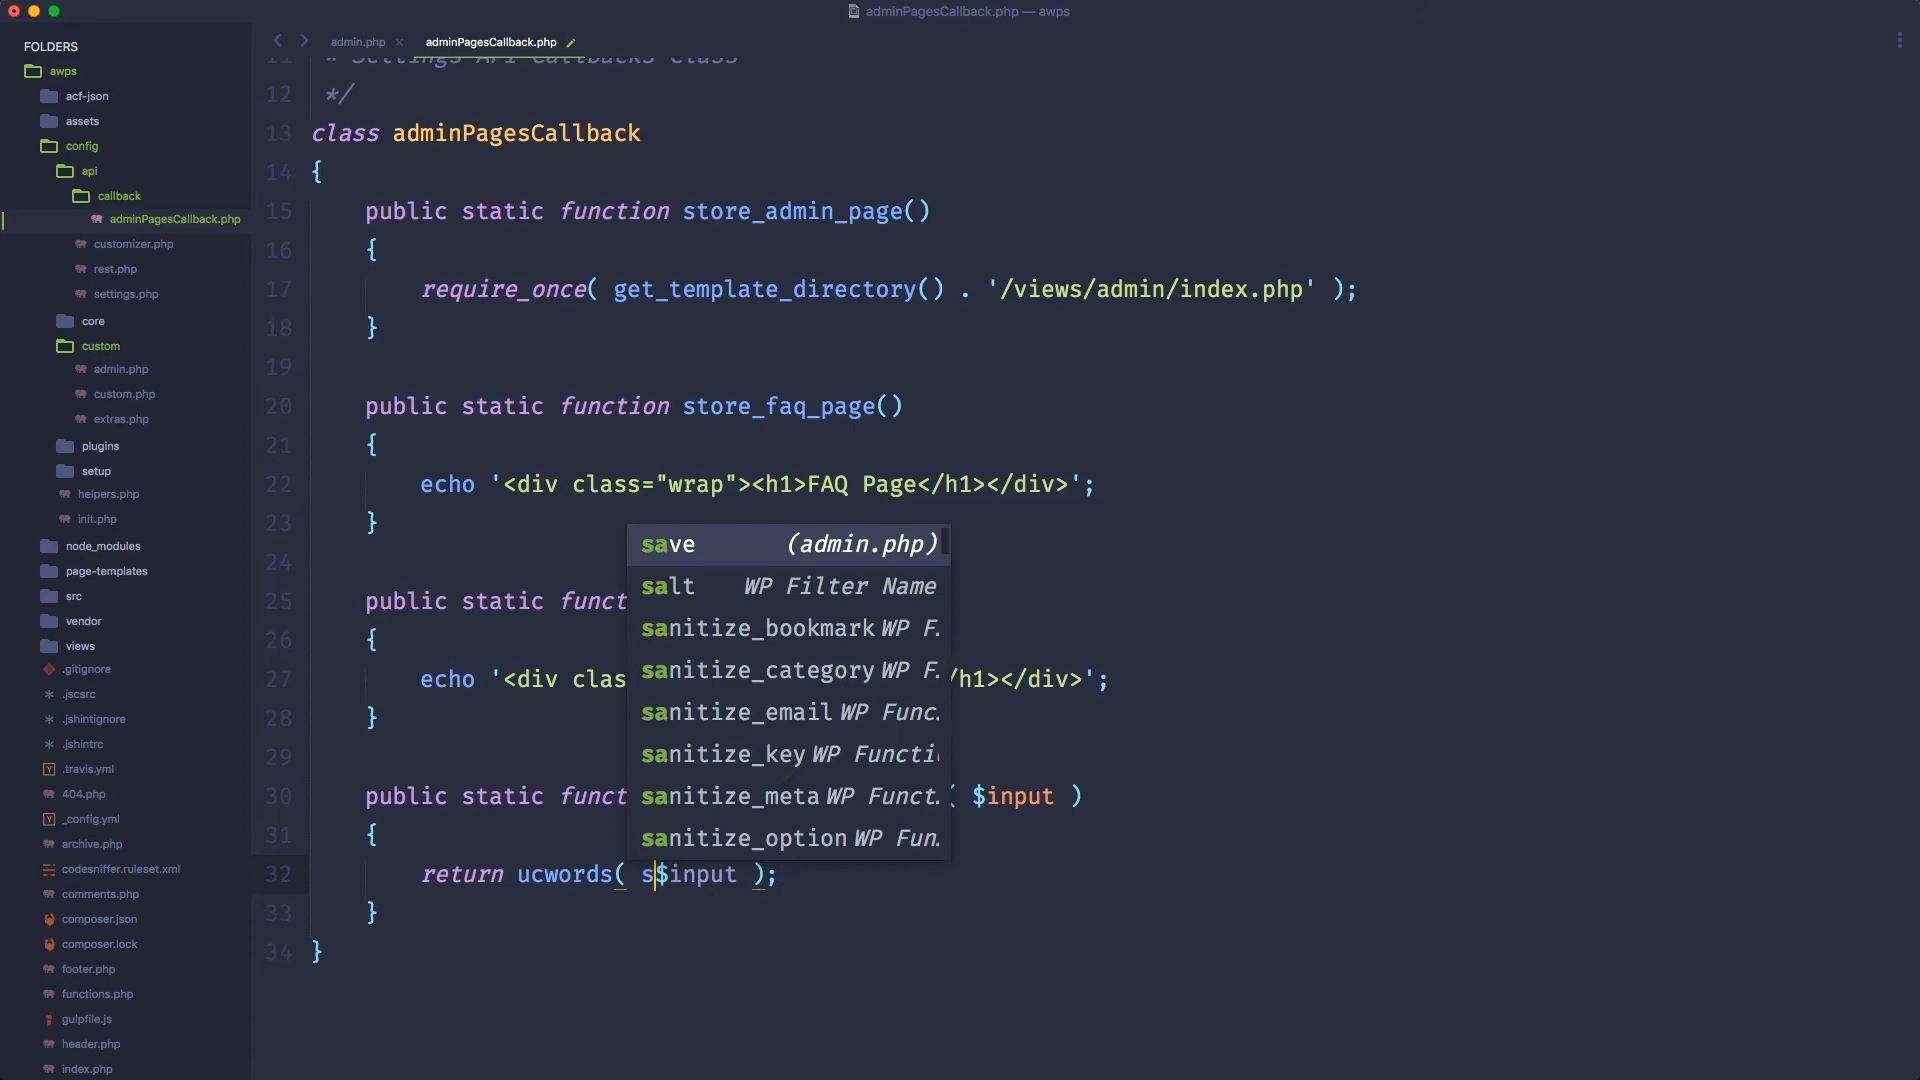 adminPagesCallback.php — awps
FOLDERS
awps
acf-json
assets
config
api
callback
adminPagesCallback.php
customizer.php
rest.php
settings.php
core
custom
admin.php
custom.php
extras.php
plugins
setup
helpers.php
init.php
node_modules
page-templates
src
vendor
views
.gitignore
.jscsrc
.jshintignore
.jshintrc
.travis.yml
404.php
_config.yml
archive.php
codesniffer.ruleset.xml
comments.php
composer.json
composer.lock
footer.php
functions.php
gulpfile.js
header.php
index.php
admin.php
adminPagesCallback.php
11 * Settings API Callbacks Class
12 */
13 class adminPagesCallback
14 {
15 public static function store_admin_page()
16 {
17 require_once( get_template_directory() . '/views/admin/index.php' );
18 }
19
20 public static function store_faq_page()
21 {
22 echo '<div class="wrap"><h1>FAQ Page</h1></div>';
23 }
24
25 public static funct
26 {
27 echo '<div clas /h1></div>';
28 }
29
30 public static funct ( $input )
31 {
32 return ucwords( s$input );
33 }
34 }
save (admin.php)
salt WP Filter Name
sanitize_bookmark WP F.
sanitize_category WP F.
sanitize_email WP Func.
sanitize_key WP Functi
sanitize_meta WP Funct.
sanitize_option WP Fun.